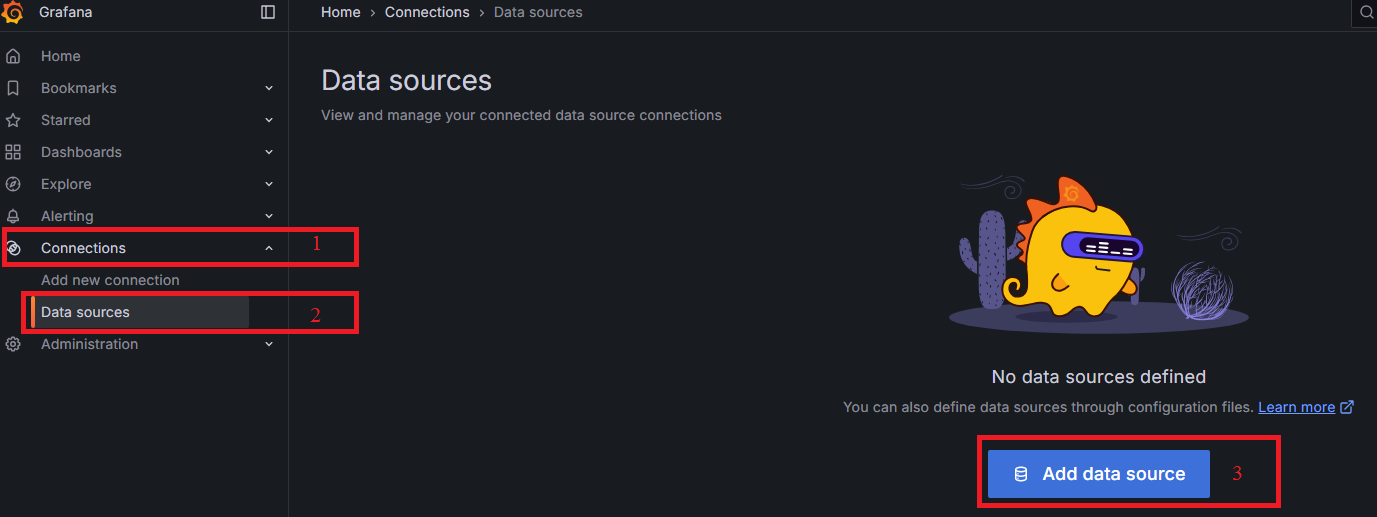 Grafana
Home › Connections › Data sources
Home
Bookmarks
Starred
Dashboards
Explore
Alerting
Connections 1
Add new connection
Data sources 2
Administration
Data sources
View and manage your connected data source connections
No data sources defined
You can also define data sources through configuration files. Learn more
Add data source 3